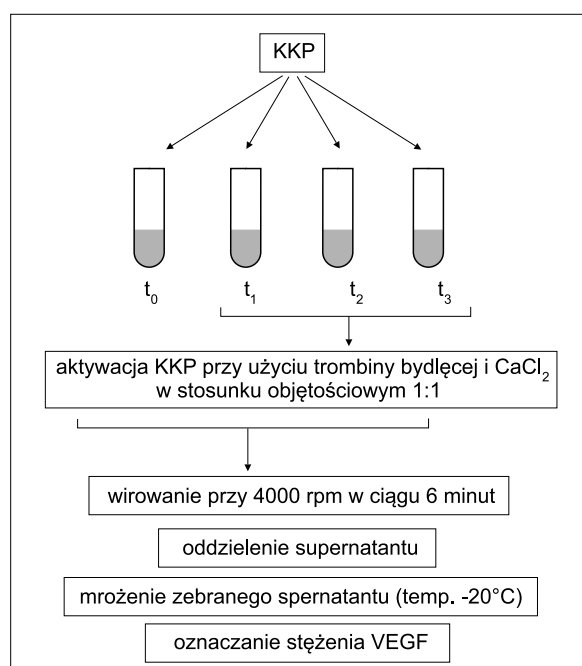 KKP
t₀ t₁ t₂ t₃
aktywacja KKP przy użyciu trombiny bydlęcej i CaCl₂
w stosunku objętościowym 1:1
wirowanie przy 4000 rpm w ciągu 6 minut
oddzielenie supernatantu
mrożenie zebranego spernatantu (temp. -20°C)
oznaczanie stężenia VEGF